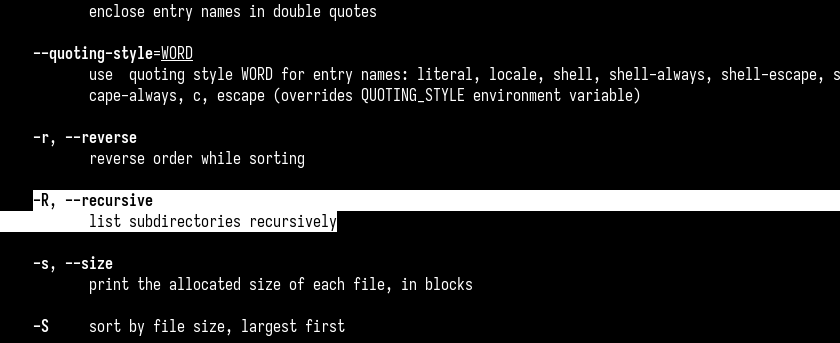 enclose entry names in double quotes
--quoting-style=WORD
use  quoting style WORD for entry names: literal, locale, shell, shell-always, shell-escape, s
cape-always, c, escape (overrides QUOTING_STYLE environment variable)
-r, --reverse
reverse order while sorting
-R, --recursive
list subdirectories recursively
-s, --size
print the allocated size of each file, in blocks
-S     sort by file size, largest first